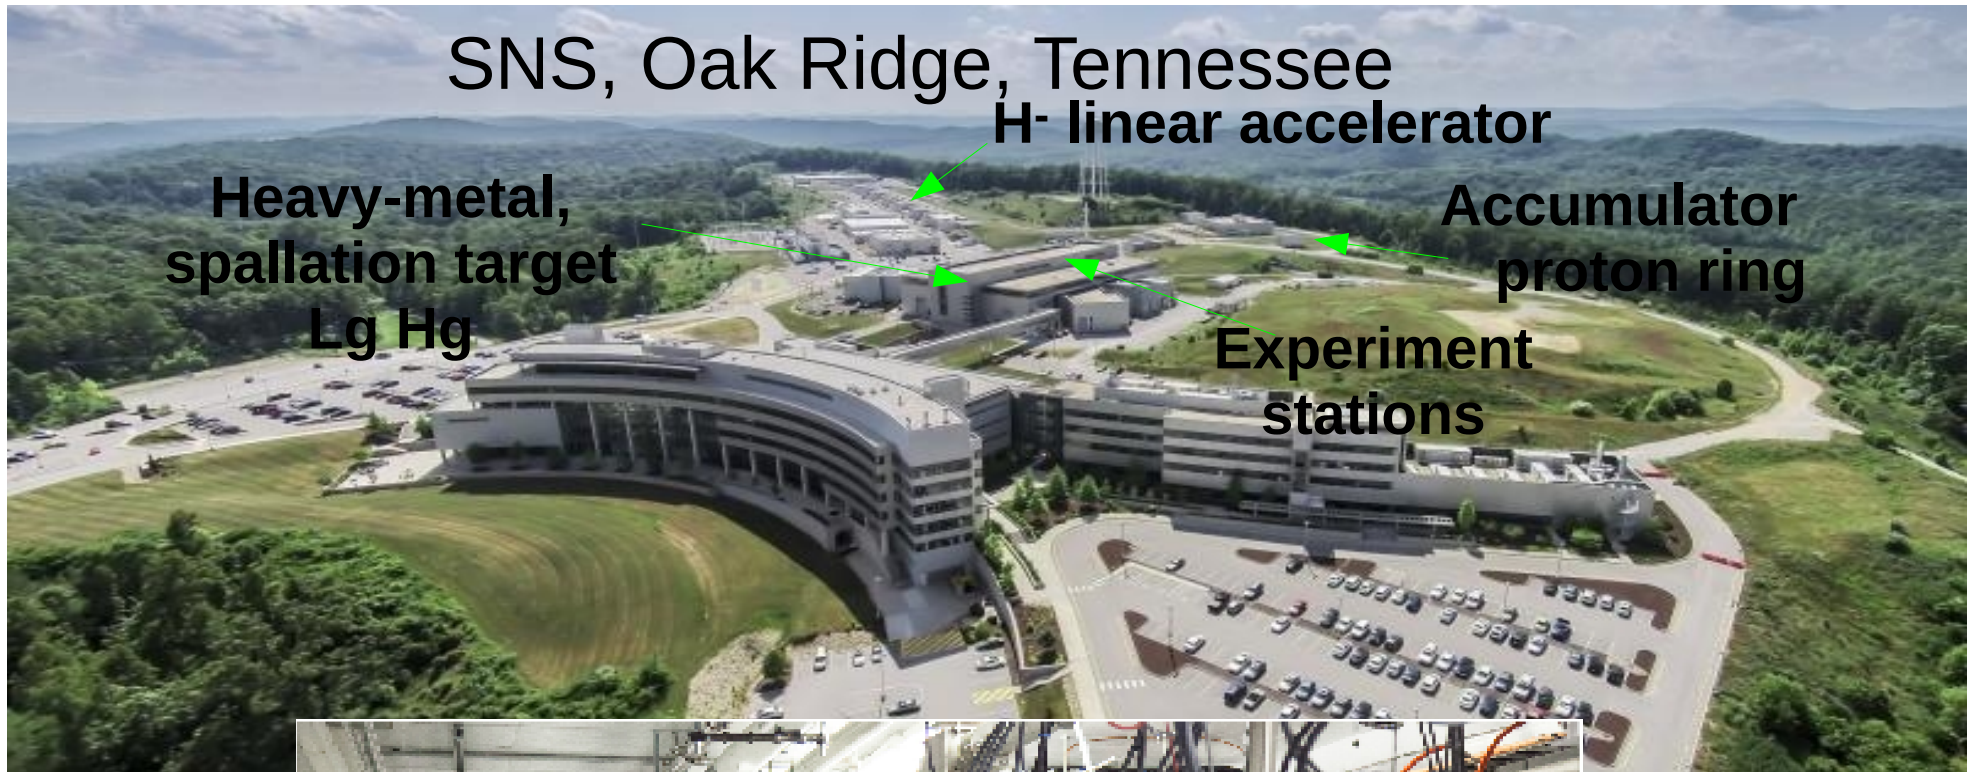 SNS, Oak Ridge, Tennessee
H- linear accelerator
Heavy-metal,
spallation target
Lg Hg
Accumulator
proton ring
Experiment
stations